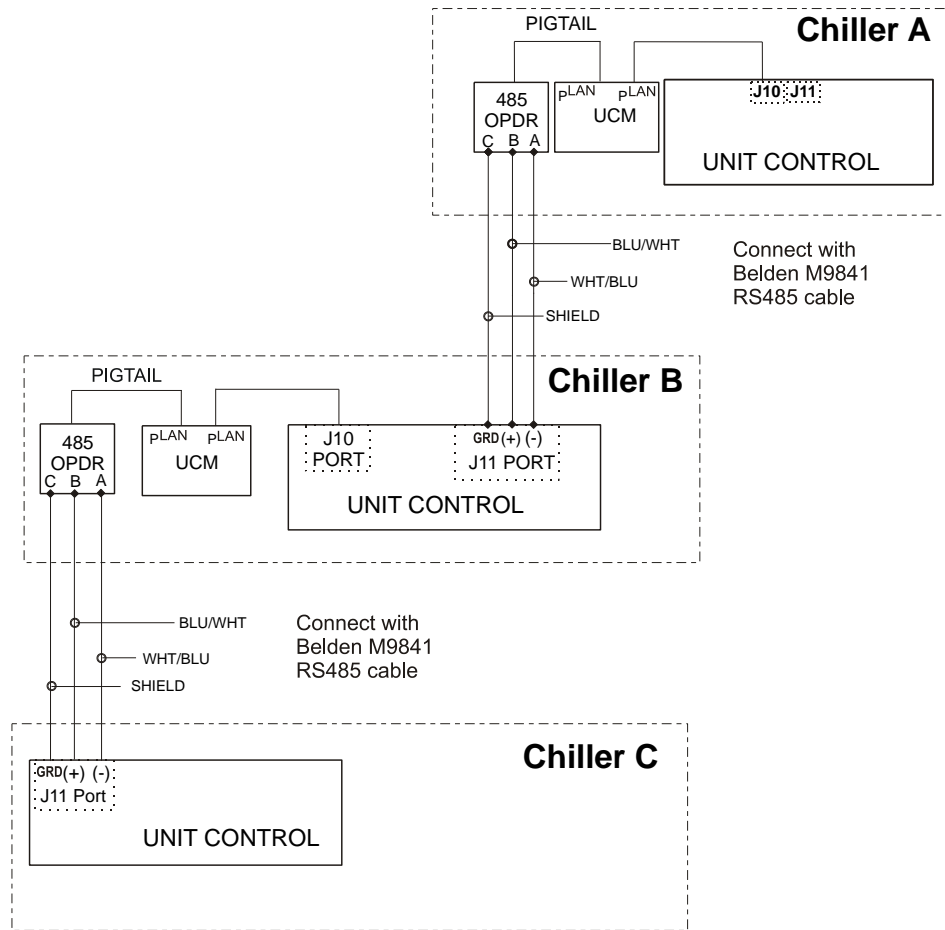 PIGTAIL
Chiller A
485
OPDR
C B A
pLAN pLAN
UCM
J10 J11
UNIT CONTROL
BLU/WHT
WHT/BLU
SHIELD
Connect with
Belden M9841
RS485 cable
PIGTAIL
Chiller B
485
OPDR
C B A
pLAN pLAN
UCM
J10
PORT
GRD (+) (-)
J11 PORT
UNIT CONTROL
BLU/WHT
WHT/BLU
SHIELD
Connect with
Belden M9841
RS485 cable
Chiller C
GRD (+) (-)
J11 Port
UNIT CONTROL